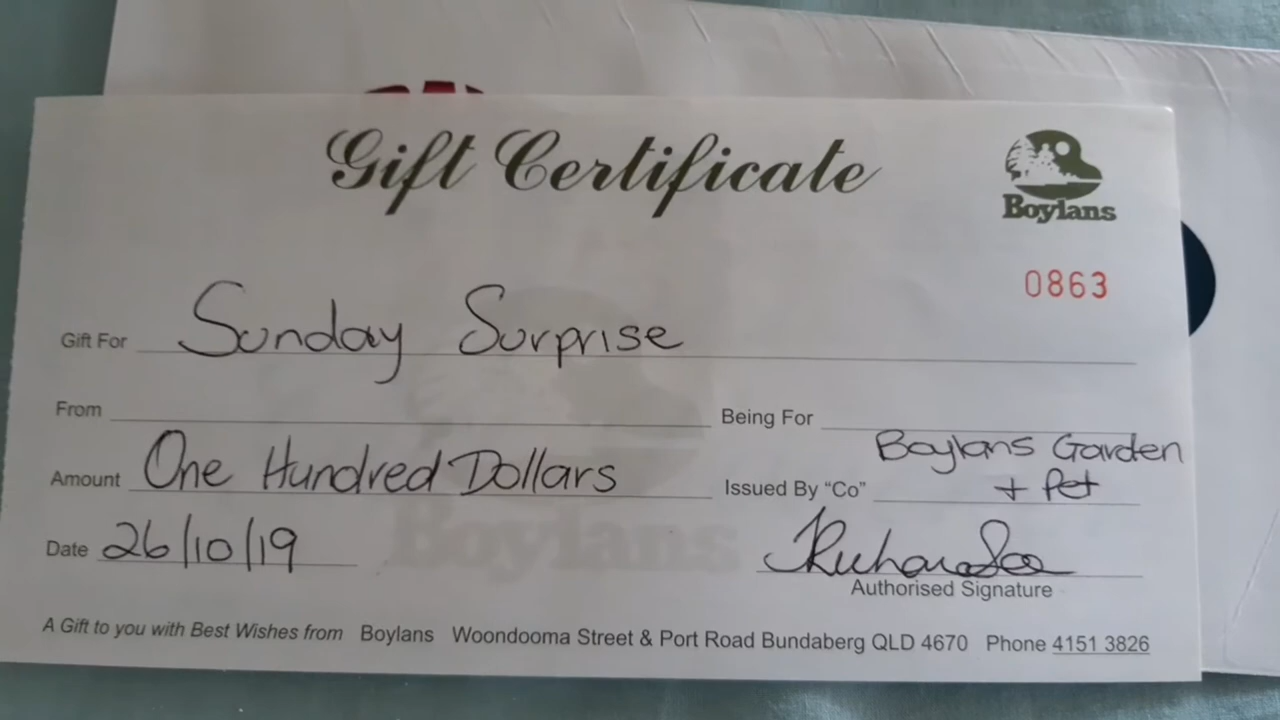 Gift Certificate
Boylans
0863
Gift For Sunday Surprise
From
Being For
Amount One Hundred Dollars
Issued By “Co” Boylans Garden
+ Pet
Date 26/10/19
Authorised Signature
A Gift to you with Best Wishes from Boylans Woondooma Street & Port Road Bundaberg QLD 4670 Phone 4151 3826
Boylans